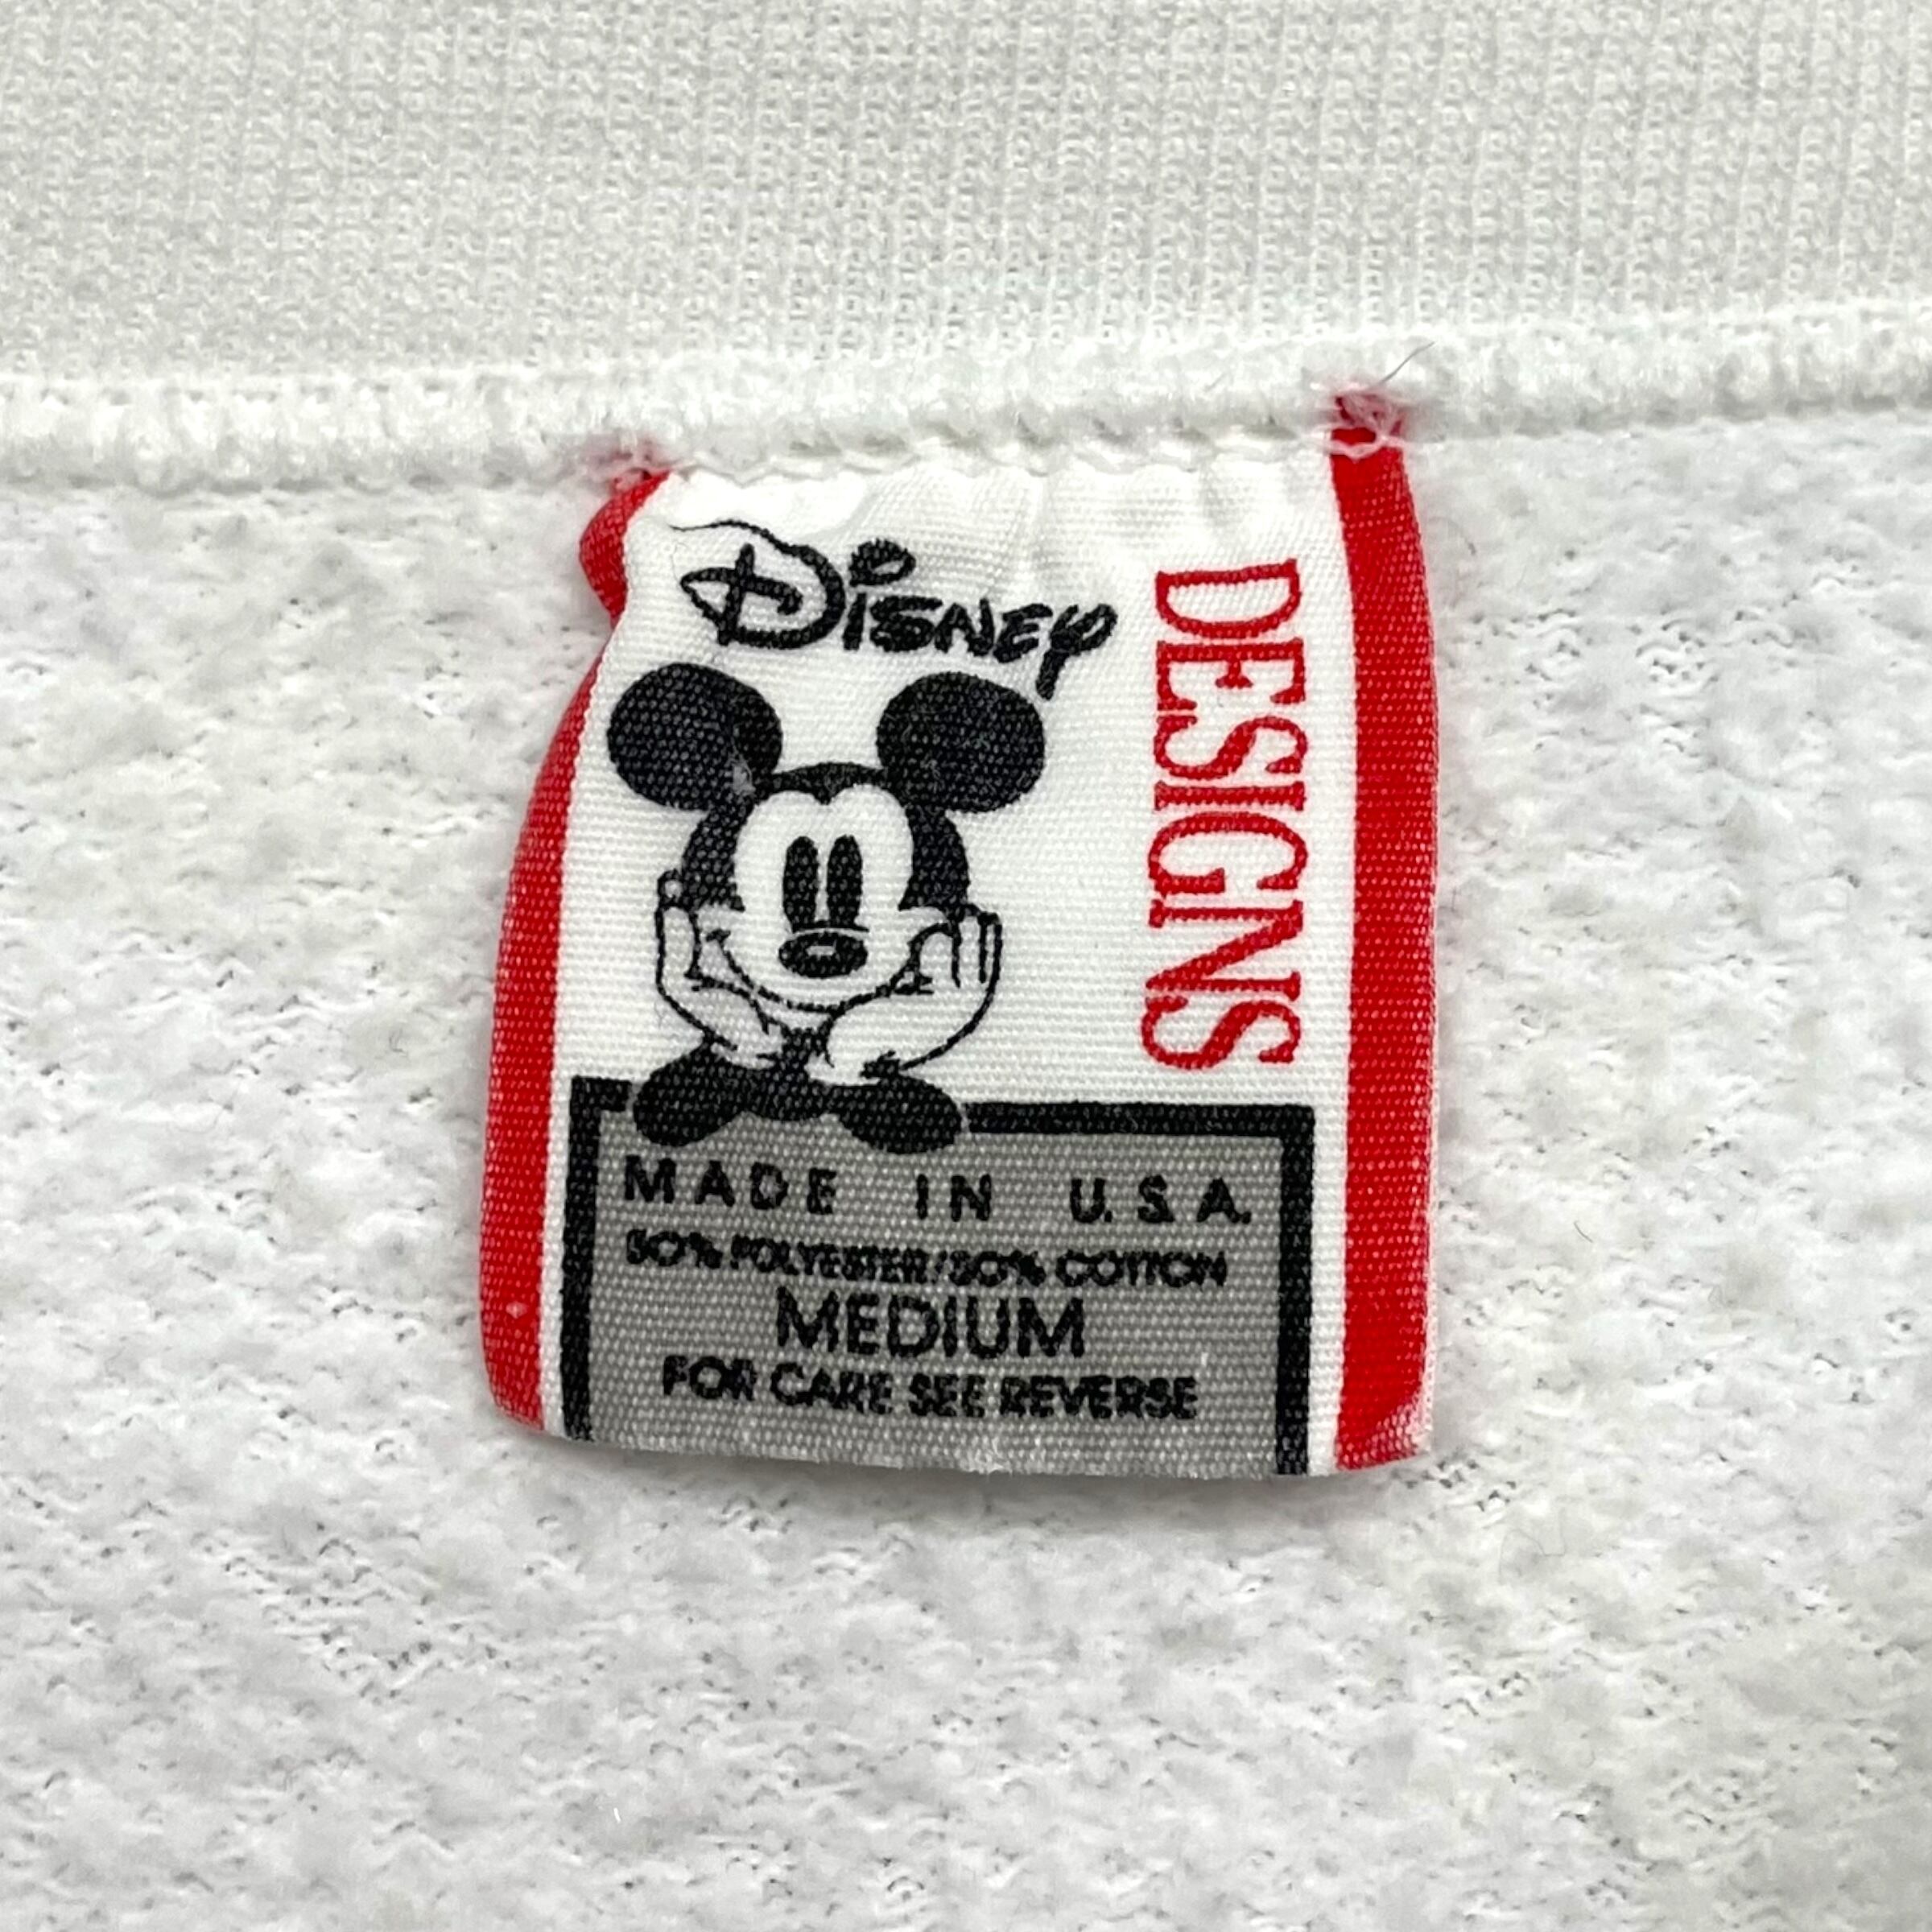 Disney
DESIGNS
MADE IN U.S.A.
50% POLYESTER/50% COTTON
MEDIUM
FOR CARE SEE REVERSE